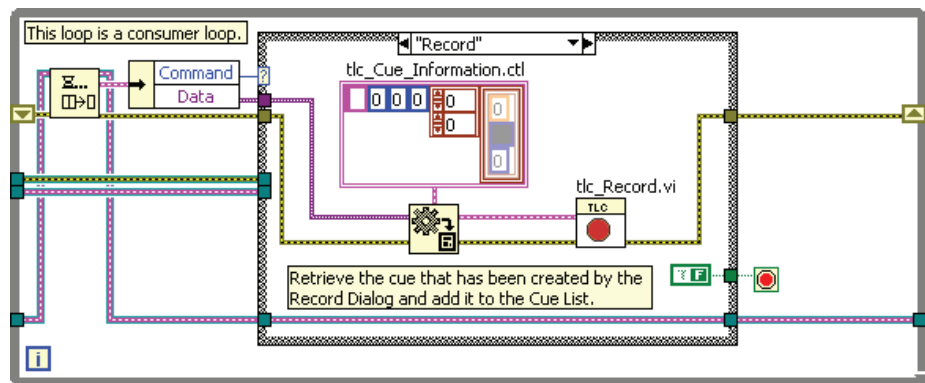 This loop is a consumer loop.
"Record"
Command
Data
?
tlc_Cue_Information.ctl
0 0 0 0
0
0
0
tlc_Record.vi
TLC
Retrieve the cue that has been created by the
Record Dialog and add it to the Cue List.
F
i